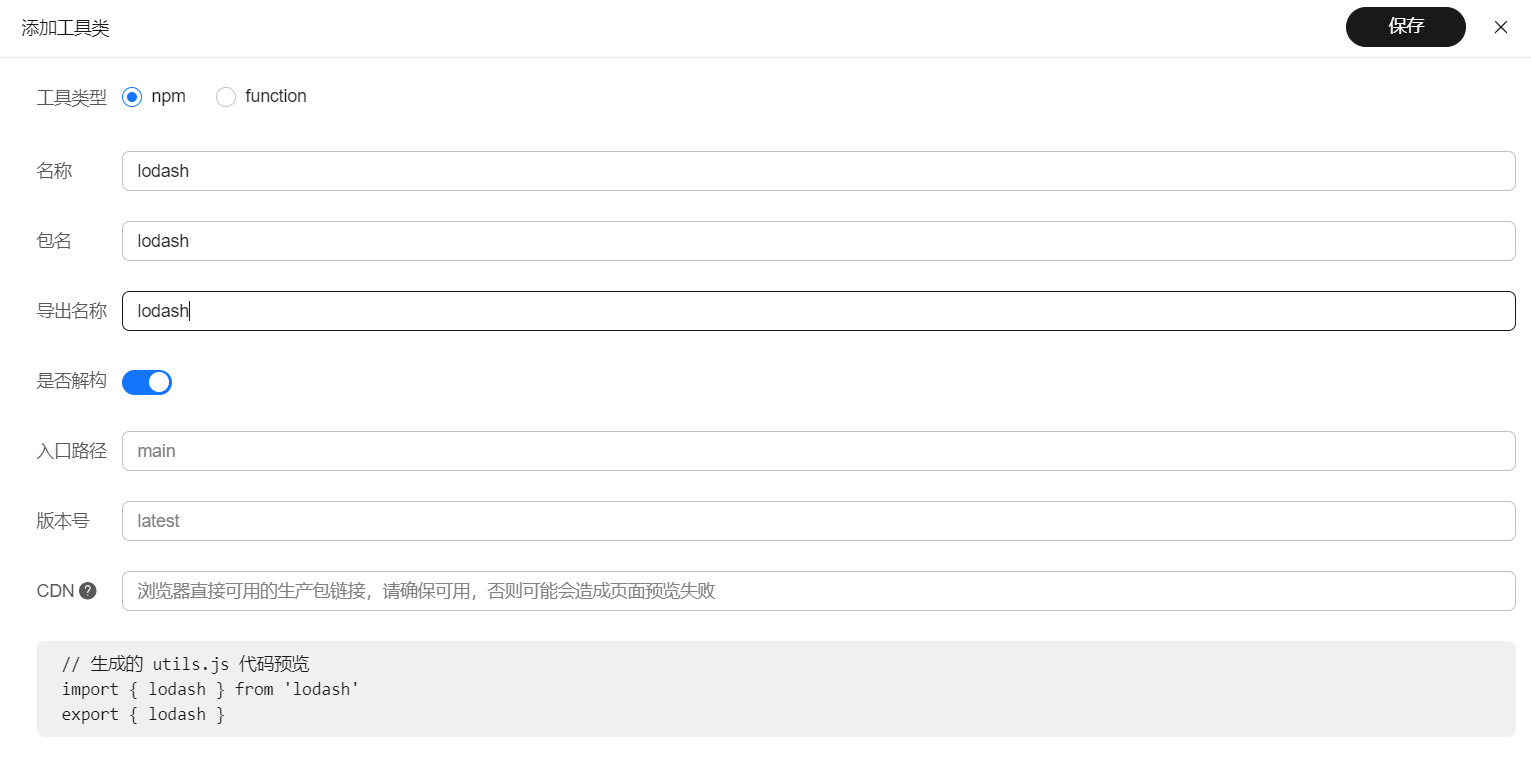 添加工具类 保存
工具类型 npm function
名称 lodash
包名 lodash
导出名称 lodash
是否解构
入口路径 main
版本号 latest
CDN ? 浏览器直接可用的生产包链接，请确保可用，否则可能会造成页面预览失败
// 生成的 utils.js 代码预览
import { lodash } from 'lodash'
export { lodash }